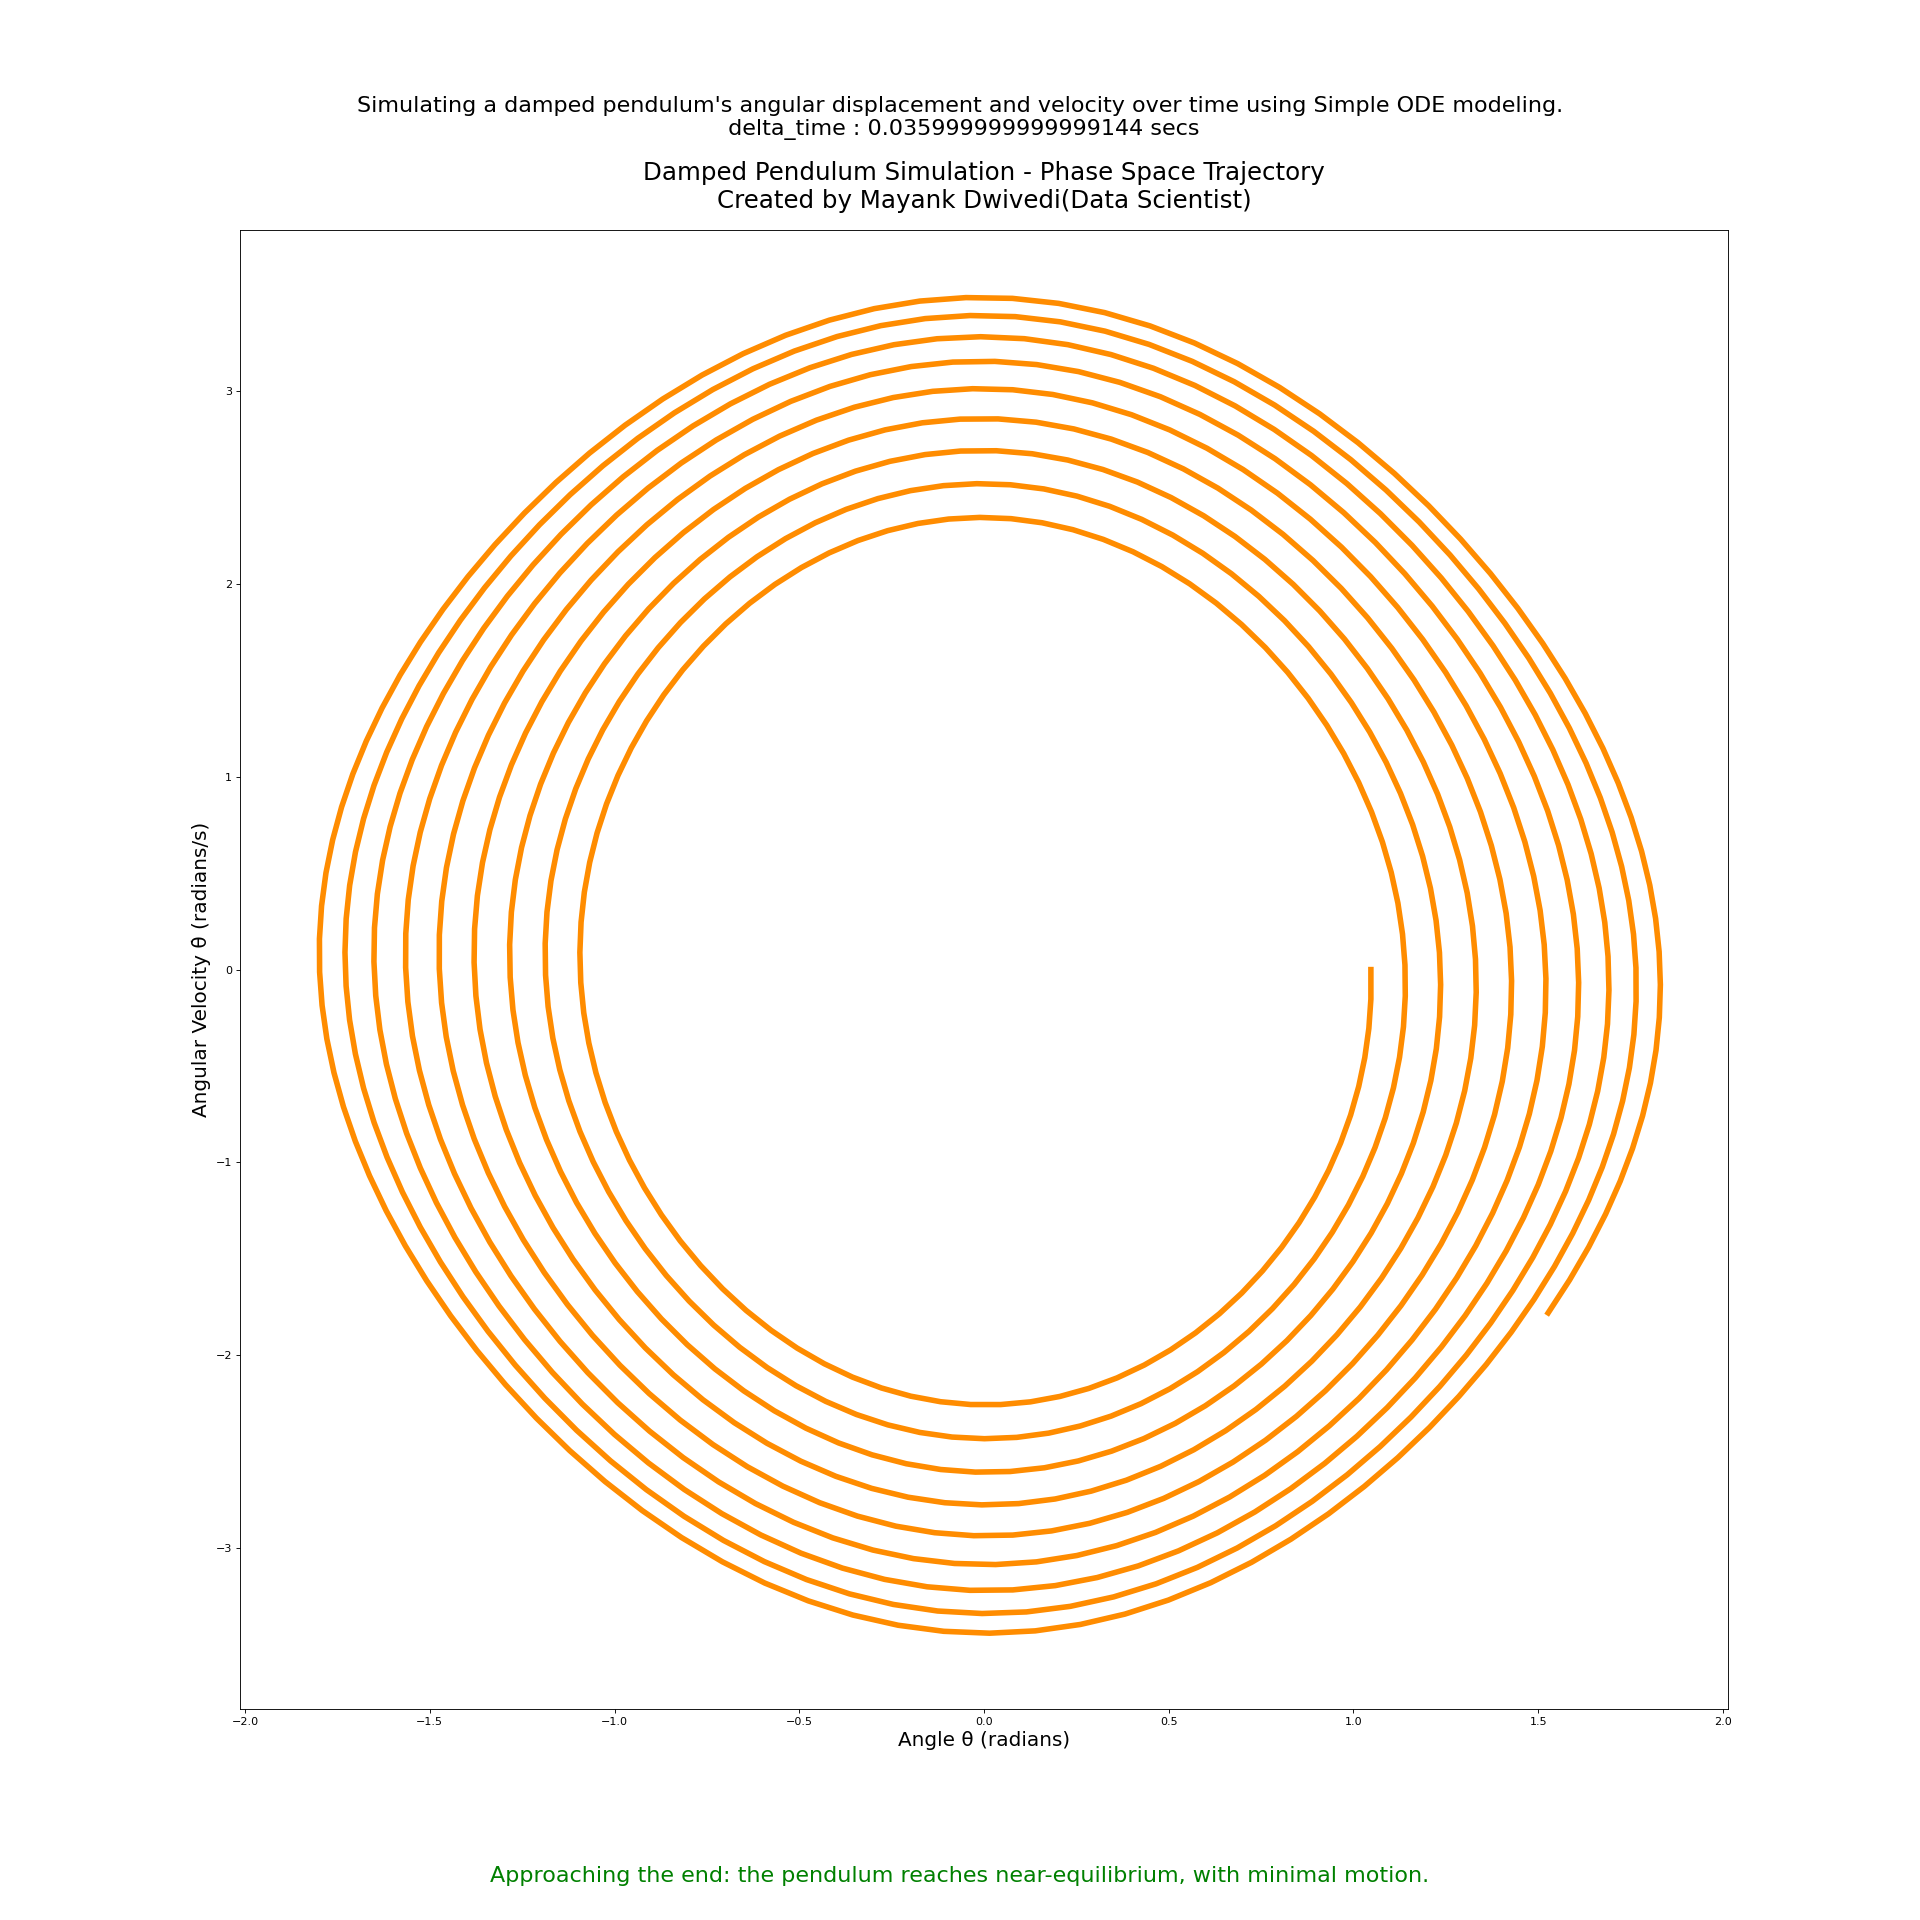 Simulating a damped pendulum's angular displacement and velocity over time using Simple ODE modeling.
delta_time : 0.035999999999999144 secs
Damped Pendulum Simulation - Phase Space Trajectory
Created by Mayank Dwivedi(Data Scientist)
3
2
1
0
−1
−2
−3
Angular Velocity θ (radians/s)
−2.0
−1.5
−1.0
−0.5
0.0
0.5
1.0
1.5
2.0
Angle θ (radians)
Approaching the end: the pendulum reaches near-equilibrium, with minimal motion.